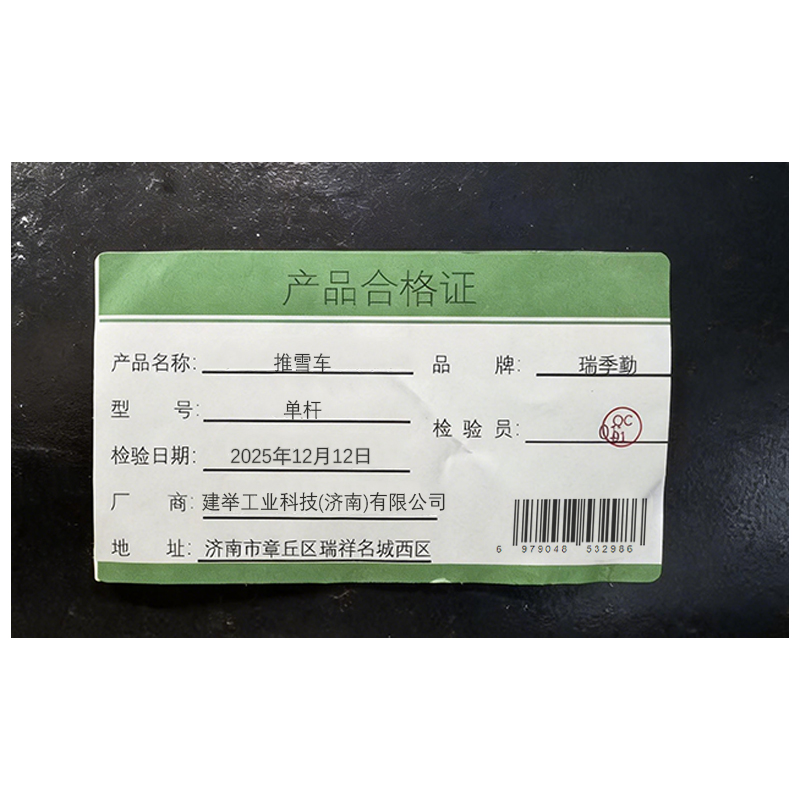 产品合格证
产品名称: 推雪车 品 牌: 瑞季勤
型 号: 单杆
检验员: 01
QC
01
检验日期: 2025年12月12日
厂 商: 建举工业科技(济南)有限公司
地 址: 济南市章丘区瑞祥名城西区
6 979048 532986